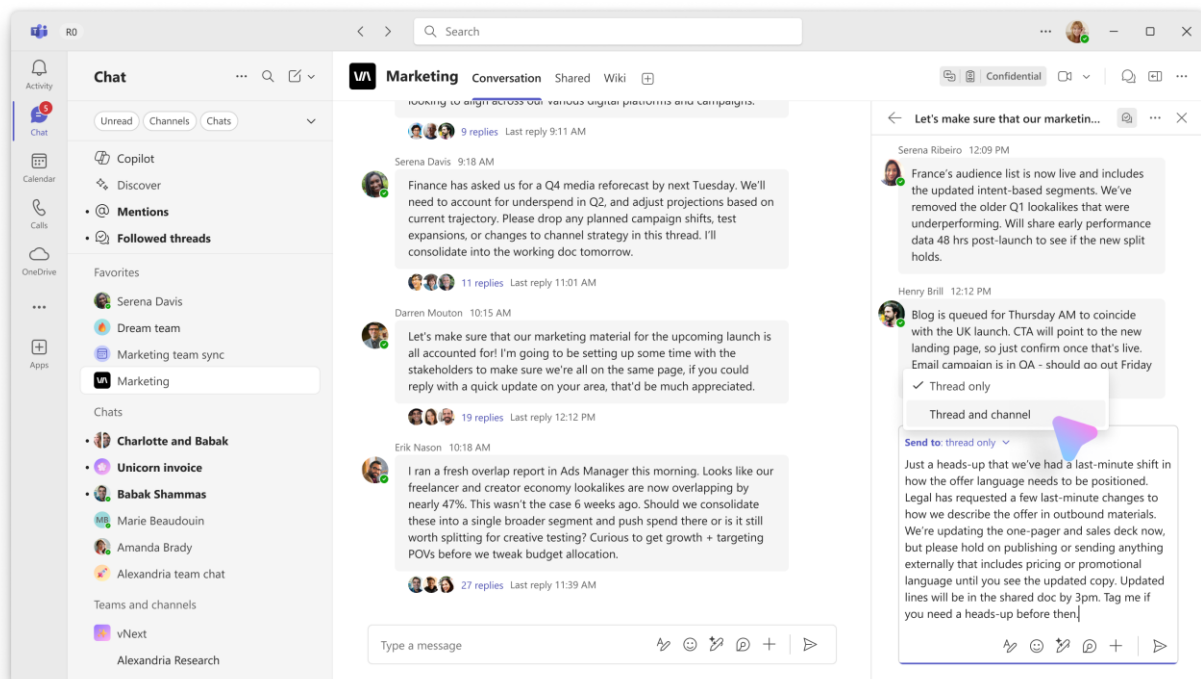 R0
Search
Activity
5
Chat
Calendar
Calls
OneDrive
Apps
Chat
Unread
Channels
Chats
Copilot
Discover
Mentions
Followed threads
Favorites
Serena Davis
Dream team
Marketing team sync
Marketing
Chats
Charlotte and Babak
Unicorn invoice
Babak Shammas
MB
Marie Beaudouin
Amanda Brady
Alexandria team chat
Teams and channels
vNext
Alexandria Research
Marketing
Conversation
Shared
Wiki
Confidential
looking to align across our various digital platforms and campaigns.
9 replies Last reply 9:11 AM
Serena Davis 9:18 AM
Finance has asked us for a Q4 media reforecast by next Tuesday. We'll
need to account for underspend in Q2, and adjust projections based on
current trajectory. Please drop any planned campaign shifts, test
expansions, or changes to channel strategy in this thread. I'll
consolidate into the working doc tomorrow.
11 replies Last reply 11:01 AM
Darren Mouton 10:15 AM
Let's make sure that our marketing material for the upcoming launch is
all accounted for! I'm going to be setting up some time with the
stakeholders to make sure we're all on the same page, if you could
reply with a quick update on your area, that'd be much appreciated.
19 replies Last reply 12:12 PM
Erik Nason 10:18 AM
I ran a fresh overlap report in Ads Manager this morning. Looks like our
freelancer and creator economy lookalikes are now overlapping by
nearly 47%. This wasn't the case 6 weeks ago. Should we consolidate
these into a single broader segment and push spend there or is it still
worth splitting for creative testing? Curious to get growth + targeting
POVs before we tweak budget allocation.
27 replies Last reply 11:39 AM
Type a message
Let's make sure that our marketin...
Serena Ribeiro 12:09 PM
France's audience list is now live and includes
the updated intent-based segments. We've
removed the older Q1 lookalikes that were
underperforming. Will share early performance
data 48 hrs post-launch to see if the new split
holds.
Henry Brill 12:12 PM
Blog is queued for Thursday AM to coincide
with the UK launch. CTA will point to the new
landing page, so just confirm once that's live.
Email campaign is in QA - should go out Friday
Thread only
Thread and channel
Send to: thread only
Just a heads-up that we've had a last-minute shift in
how the offer language needs to be positioned.
Legal has requested a few last-minute changes to
how we describe the offer in outbound materials.
We're updating the one-pager and sales deck now,
but please hold on publishing or sending anything
externally that includes pricing or promotional
language until you see the updated copy. Updated
lines will be in the shared doc by 3pm. Tag me if
you need a heads-up before then.